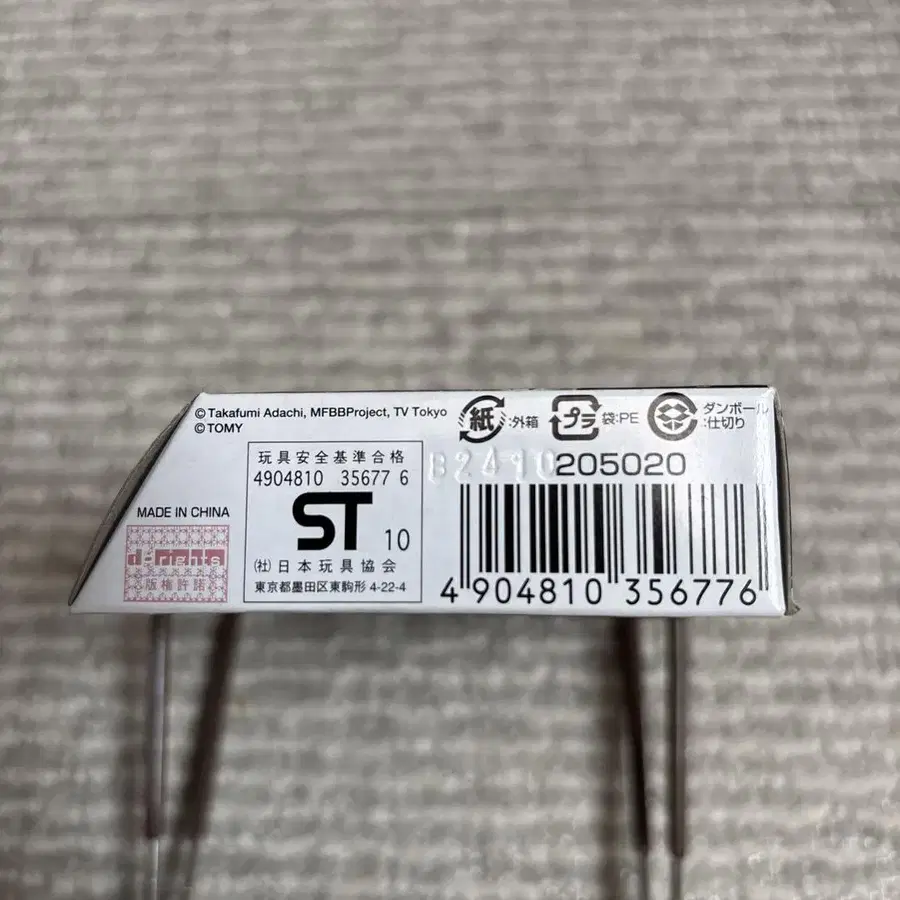 ©Takafumi Adachi, MFBBProject, TV Tokyo
©TOMY
紙 :外箱
プラ 袋:PE
ダンボール
:仕切り
玩具安全基準合格
4904810 35677 6
ST 10
(社)日本玩具協会
東京都墨田区東駒形 4-22-4
MADE IN CHINA
d-rights
版権許諾
B2490
205020
4 904810 356776